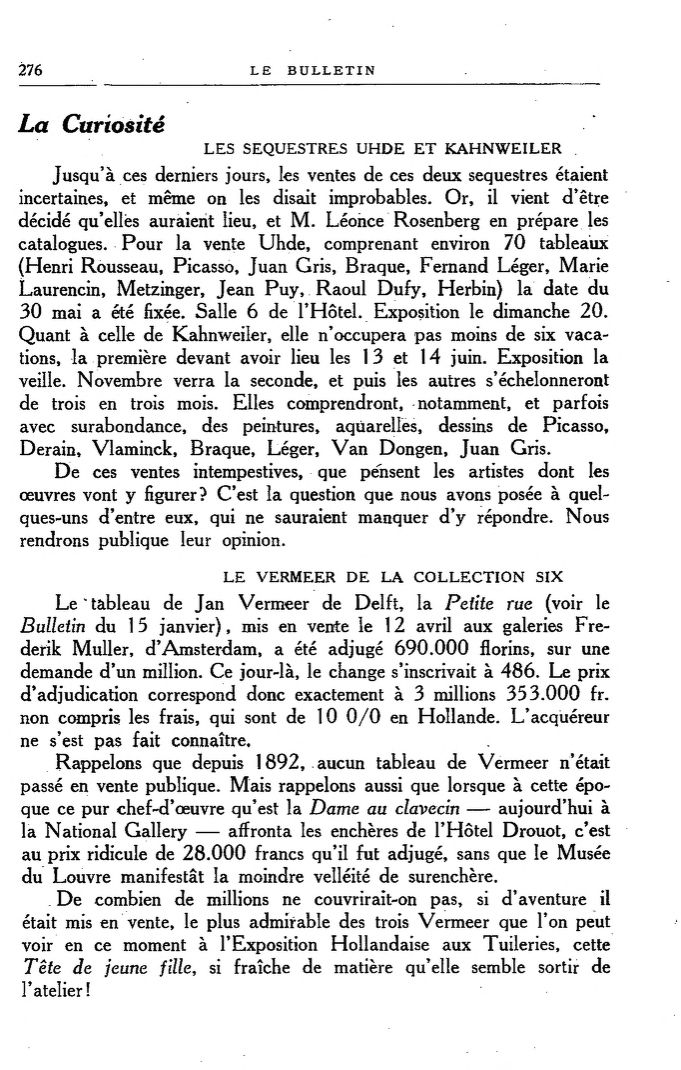 276
LE BULLETIN
La Curiosité
LES SEQUESTRES UHDE ET KAHNWEILER
Jusqu'à ces derniers jours, les ventes de ces deux sequestres étaient
incertaines, et même on les disait improbables. Or, il vient d'être
décidé qu'elles auraient lieu, et M. Léonce Rosenberg en prépare les
catalogues. Pour la vente Uhde, comprenant environ 70 tableaux
(Henri Rousseau, Picasso, Juan Gris, Braque, Fernand Léger, Marie
Laurencin, Metzinger, Jean Puy, Raoul Dufy, Herbin) la date du
30 mai a été fixée. Salle 6 de l'Hôtel. Exposition le dimanche 20.
Quant à celle de Kahnweiler, elle n'occupera pas moins de six vaca-
tions, la première devant avoir lieu les 13 et 14 juin. Exposition la
veille. Novembre verra la seconde, et puis les autres s'échelonneront
de trois en trois mois. Elles comprendront, notamment, et parfois
avec surabondance, des peintures, aquarelles, dessins de Picasso,
Derain, Vlaminck, Braque, Léger, Van Dongen, Juan Gris.
De ces ventes intempestives, que pensent les artistes dont les
œuvres vont y figurer? C'est la question que nous avons posée à quel-
ques-uns d'entre eux, qui ne sauraient manquer d'y répondre. Nous
rendrons publique leur opinion.
LE VERMEER DE LA COLLECTION SIX
Le tableau de Jan Vermeer de Delft, la Petite rue (voir le
Bulletin du 15 janvier), mis en vente le 12 avril aux galeries Fre-
derik Muller, d'Amsterdam, a été adjugé 690.000 florins, sur une
demande d'un million. Ce jour-là, le change s'inscrivait à 486. Le prix
d'adjudication correspond donc exactement à 3 millions 353.000 fr.
non compris les frais, qui sont de 10 0/0 en Hollande. L'acquéreur
ne s'est pas fait connaître.
Rappelons que depuis 1892, aucun tableau de Vermeer n'était
passé en vente publique. Mais rappelons aussi que lorsque à cette épo-
que ce pur chef-d'œuvre qu'est la Dame au clavecin — aujourd'hui à
la National Gallery — affronta les enchères de l'Hôtel Drouot, c'est
au prix ridicule de 28.000 francs qu'il fut adjugé, sans que le Musée
du Louvre manifestât la moindre velléité de surenchère.
De combien de millions ne couvrirait-on pas, si d'aventure il
était mis en vente, le plus admirable des trois Vermeer que l'on peut
voir en ce moment à l'Exposition Hollandaise aux Tuileries, cette
Tête de jeune fille, si fraîche de matière qu'elle semble sortir de
l'atelier!